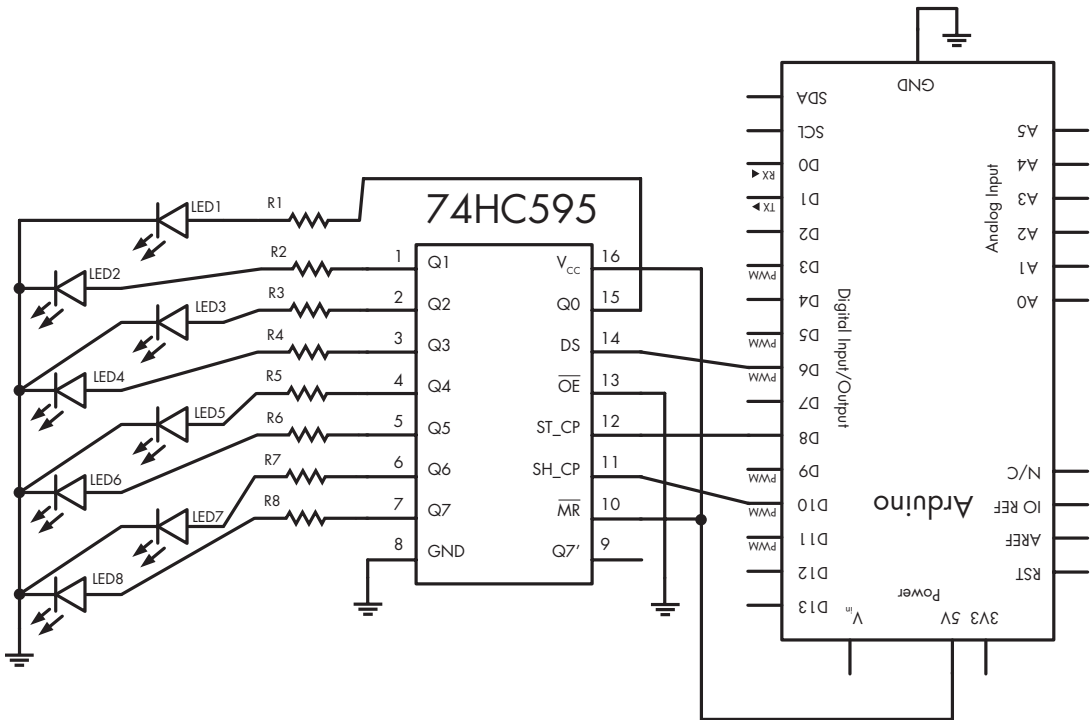 GND
SDA
SCL
D0
RX
D1
TX
D2
D3
PWM
D4
D5
PWM
D6
PWM
D7
D8
D9
PWM
D10
PWM
D11
PWM
D12
D13
Digital Input/Output
Arduino
Power
Vin
5V
3V3
Analog Input
A5
A4
A3
A2
A1
A0
N/C
IO REF
AREF
RST
74HC595
1 Q1
2 Q2
3 Q3
4 Q4
5 Q5
6 Q6
7 Q7
8 GND
VCC 16
Q0 15
DS 14
OE 13
ST_CP 12
SH_CP 11
MR 10
Q7' 9
LED1 R1
LED2 R2
LED3 R3
LED4 R4
LED5 R5
LED6 R6
LED7 R7
LED8 R8